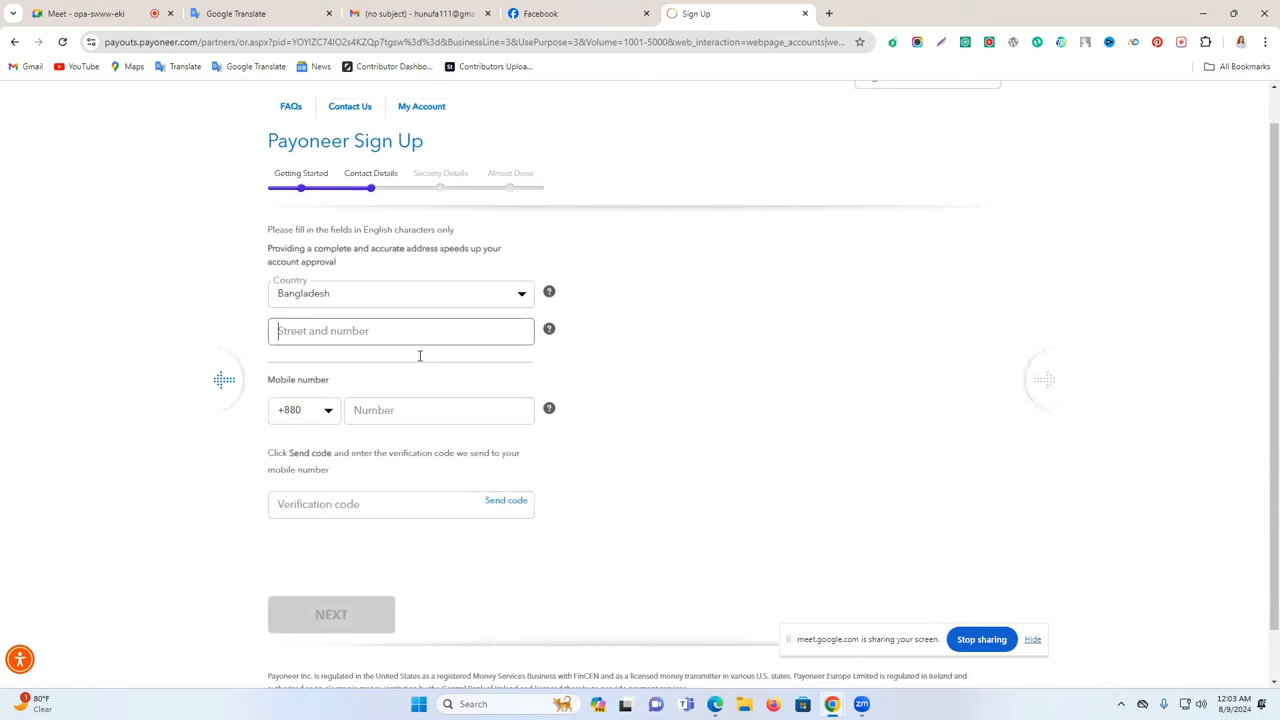 Meet - opa-wwww-eki
Google Translate
(no subject) - nufa111@gma
Facebook
Sign Up
payouts.payoneer.com/partners/or.aspx?pid=YOYIZC74IO2s4KZQp7tgsw%3d%3d&BusinessLine=3&UsePurpose=3&Volume=1001-5000&web_interaction=webpage_accounts|we...
Gmail YouTube Maps Translate Google Translate News Contributor Dashbo... Contributors Uploa... All Bookmarks
FAQs Contact Us My Account
Payoneer Sign Up
Getting Started Contact Details Security Details Almost Done
Please fill in the fields in English characters only
Providing a complete and accurate address speeds up your
account approval
Country
Bangladesh
Street and number
Mobile number
+880 Number
Click Send code and enter the verification code we send to your
mobile number
Verification code Send code
NEXT
meet.google.com is sharing your screen. Stop sharing Hide
Payoneer Inc. is regulated in the United States as a registered Money Services Business with FinCEN and as a licensed money transmitter in various U.S. states. Payoneer Europe Limited is regulated in Ireland and
80°F
Clear
Search
12:03 AM
8/9/2024